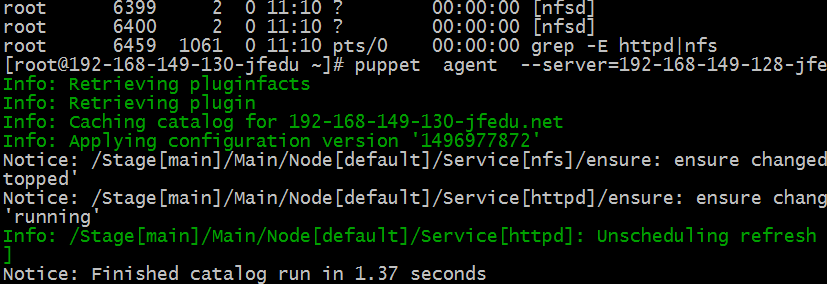 root 6399 2 0 11:10 ? 00:00:00 [nfsd]
root 6400 2 0 11:10 ? 00:00:00 [nfsd]
root 6459 1061 0 11:10 pts/0 00:00:00 grep -E httpd|nfs
[root@192-168-149-130-jfedu ~]# puppet agent --server=192-168-149-128-jfe
Info: Retrieving pluginfacts
Info: Retrieving plugin
Info: Caching catalog for 192-168-149-130-jfedu.net
Info: Applying configuration version '1496977872'
Notice: /Stage[main]/Main/Node[default]/Service[nfs]/ensure: ensure changed
topped'
Notice: /Stage[main]/Main/Node[default]/Service[httpd]/ensure: ensure chang
'running'
Info: /Stage[main]/Main/Node[default]/Service[httpd]: Unscheduling refresh
]
Notice: Finished catalog run in 1.37 seconds